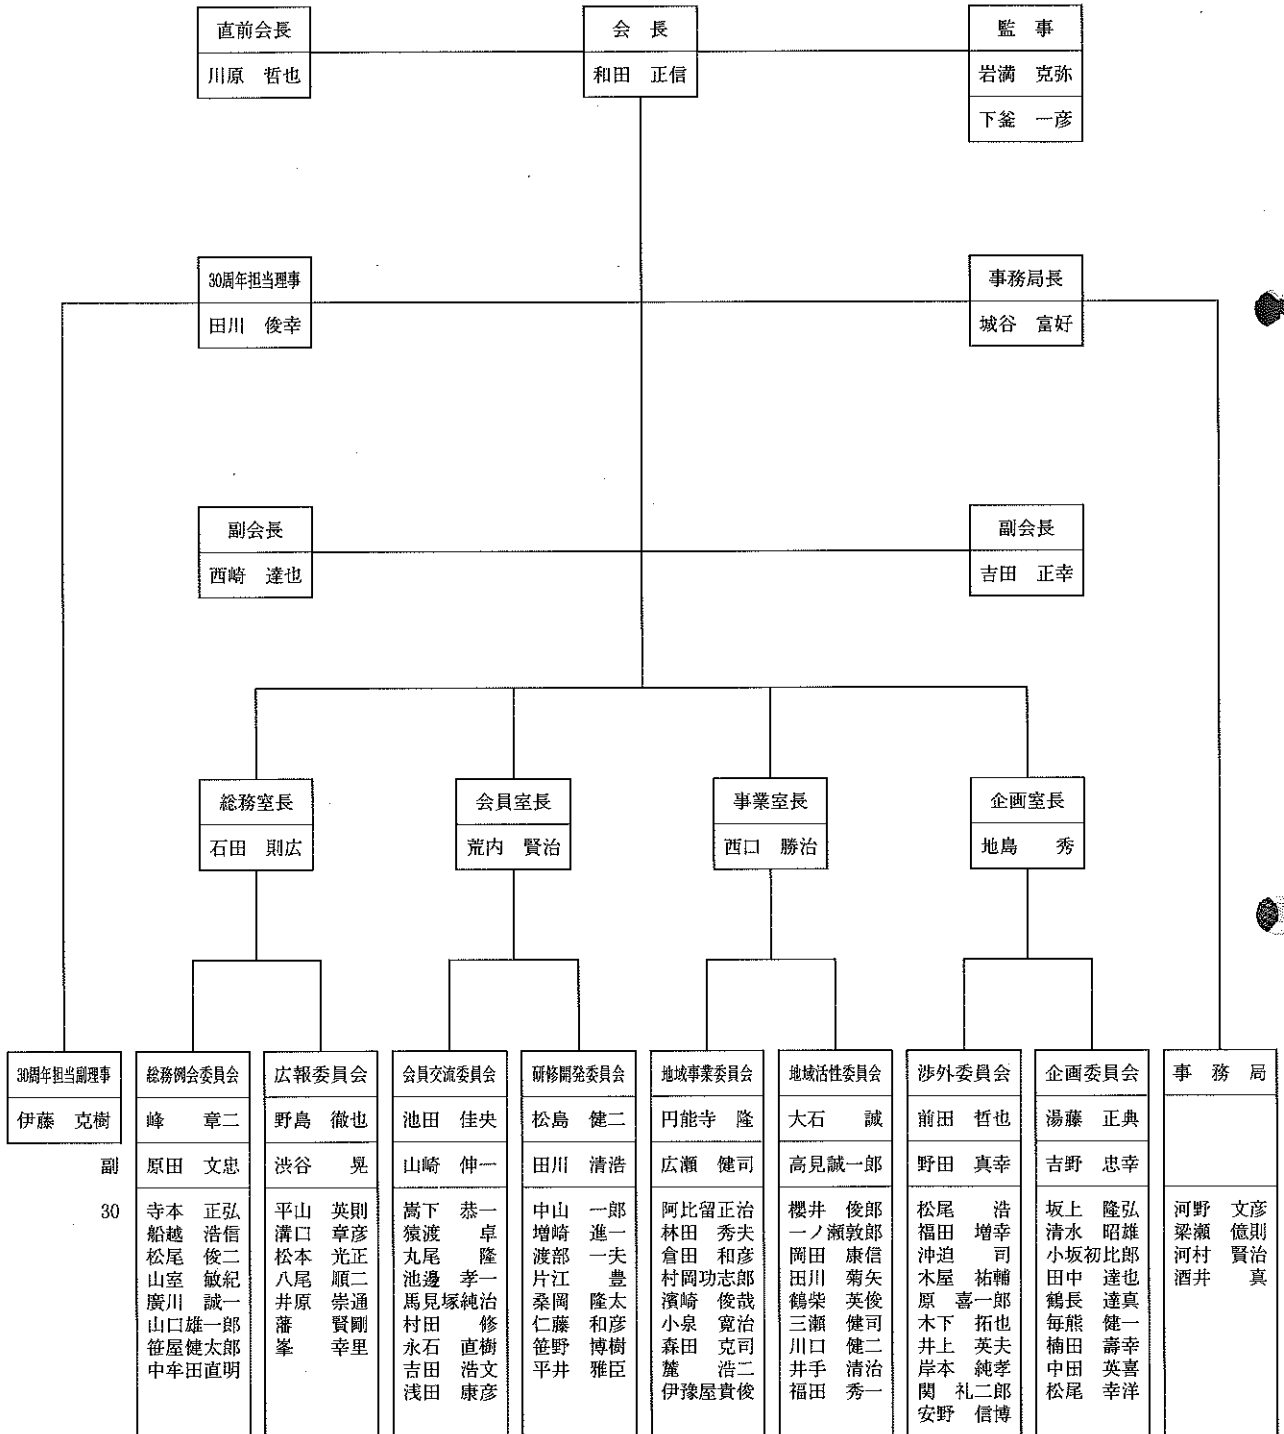 直前会長
川原 哲也
会 長
和田 正信
監 事
岩溝 克弥
下釜 一彦
30周年担当理事
田川 俊幸
事務局長
城谷 富好
副会長
西崎 達也
副会長
吉田 正幸
総務室長
石田 則広
会員室長
荒内 賢治
事業室長
西口 勝治
企画室長
地島 秀
30周年担当副理事
伊藤 克樹
副
30
総務例会委員会
峰 章二
原田 文忠
寺本 正弘
船越 浩信
松尾 俊二
山室 敏紀
廣川 誠一
山口雄一郎
笹屋健太郎
中牟田直明
広報委員会
野島 徹也
渋谷 晃
平山 英則
溝口 章彦
松本 光正
八尾 順二
井原 崇通
藩 賢剛
峯 幸里
会員交流委員会
池田 佳央
山崎 伸一
嵩下 恭一
猿渡 卓
丸尾 隆
池邊 孝一
馬見塚純治
村田 修
永石 直樹
吉田 浩文
浅田 康彦
研修開発委員会
松島 健二
田川 清浩
中山 一郎
増崎 進一
渡部 一夫
片江 豊
桑岡 隆太
仁藤 和彦
笹野 博樹
平井 雅臣
地域事業委員会
円能寺 隆
広瀬 健司
阿比留正治
林田 秀夫
倉田 和彦
村岡功志郎
濱崎 俊哉
小泉 寛治
森田 克司
麓 浩二
伊豫屋貴俊
地域活性委員会
大石 誠
高見誠一郎
櫻井 俊郎
一ノ瀬敦郎
岡田 康信
田川 菊矢
鶴柴 英俊
三瀬 健司
川口 健二
井手 清治
福田 秀一
渉外委員会
前田 哲也
野田 真幸
松尾 浩
福田 増幸
沖迫 司
木屋 祐輔
原 喜一郎
木下 拓也
井上 英夫
岸本 純孝
関 礼二郎
安野 信博
企画委員会
湯藤 正典
吉野 忠幸
坂上 隆弘
清水 昭雄
小坂初比郎
田中 達也
鶴長 達真
毎熊 健一
楠田 壽幸
中田 英喜
松尾 幸洋
事 務 局
河野 文彦
梁瀬 億則
河村 賢治
酒井 真